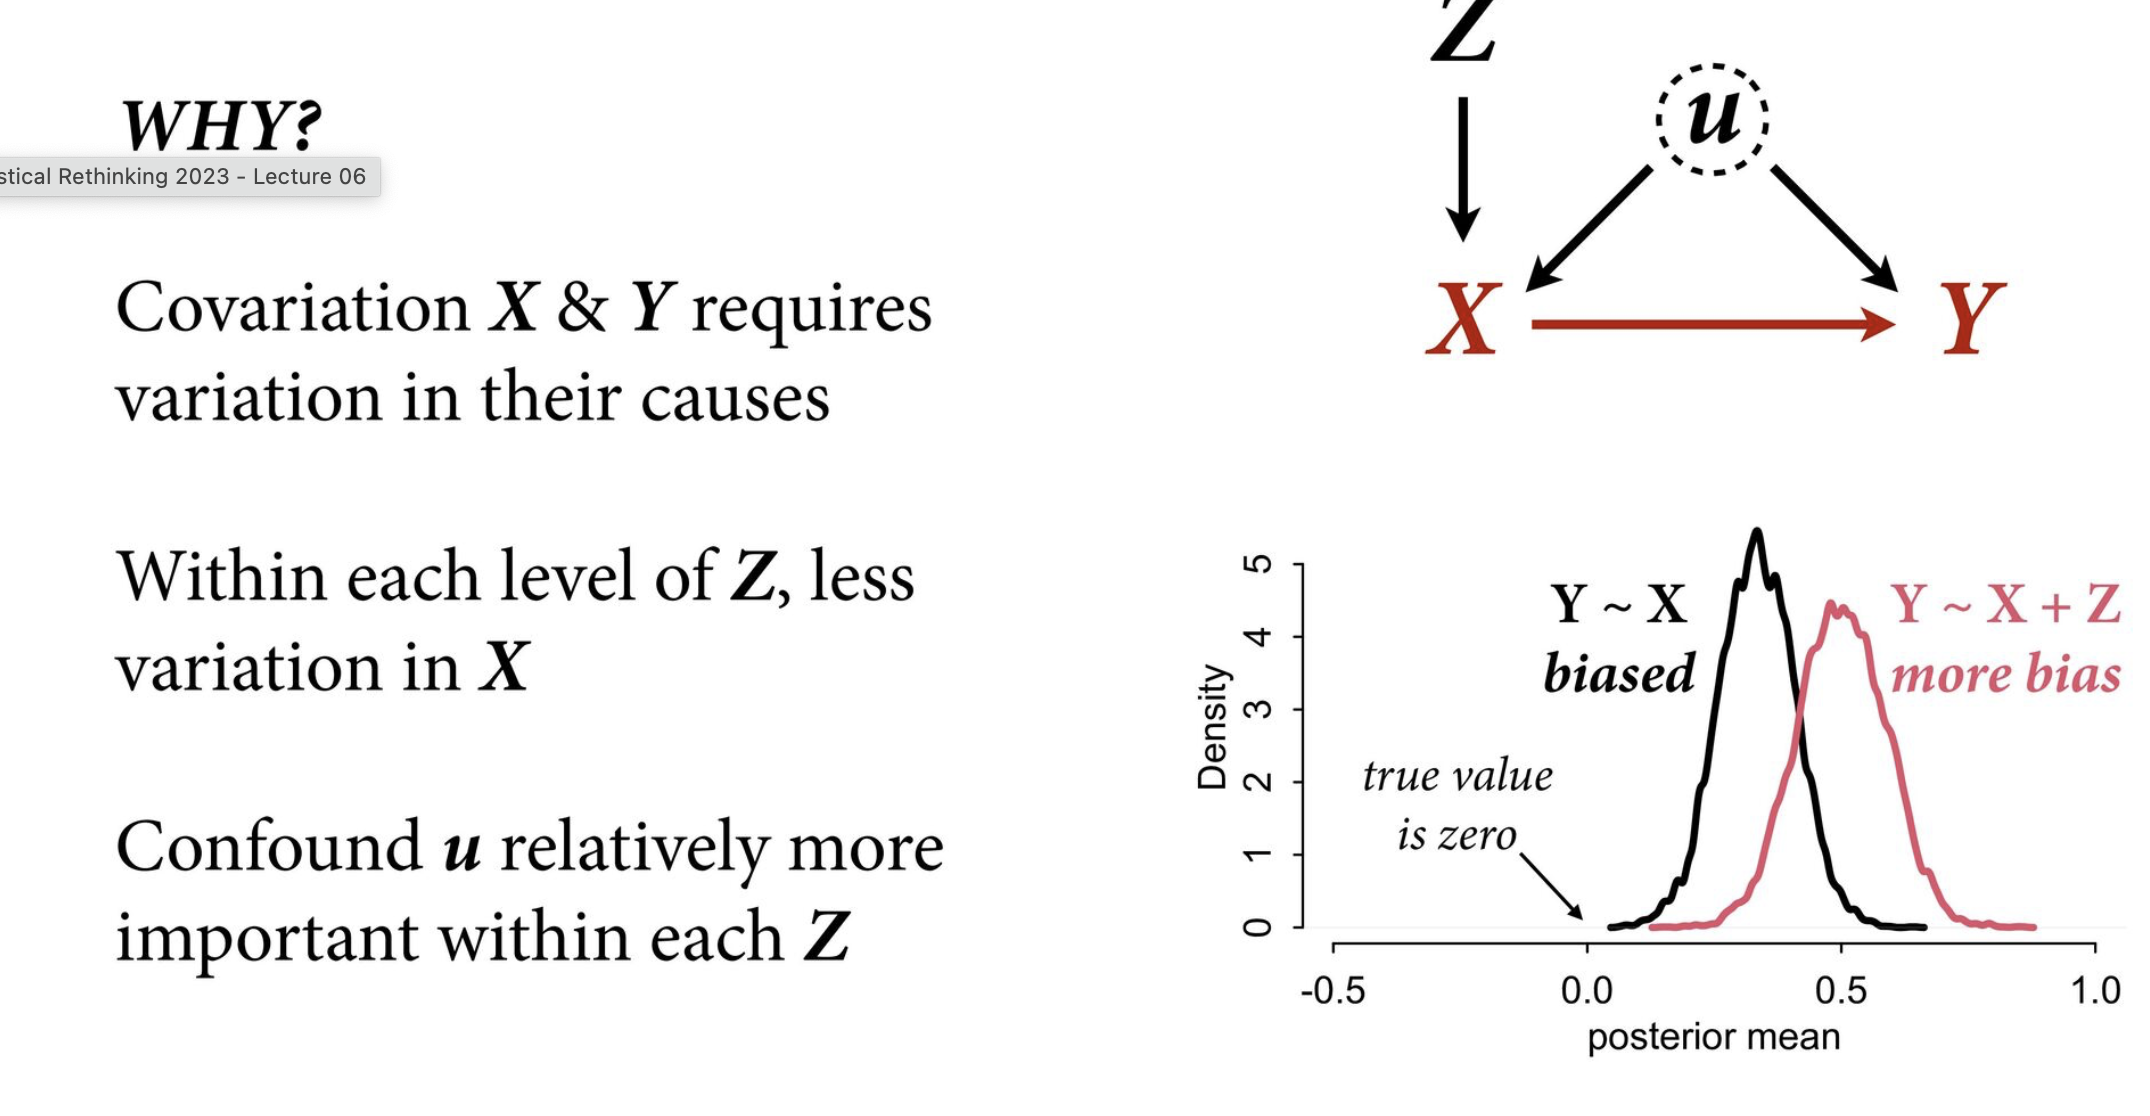 WHY?
stical Rethinking 2023 - Lecture 06
Covariation X & Y requires
variation in their causes
Within each level of Z, less
variation in X
Confound u relatively more
important within each Z
Z
u
X
Y
Y ~ X
biased
Y ~ X + Z
more bias
true value
is zero
Density
0 1 2 3 4 5
-0.5 0.0 0.5 1.0
posterior mean